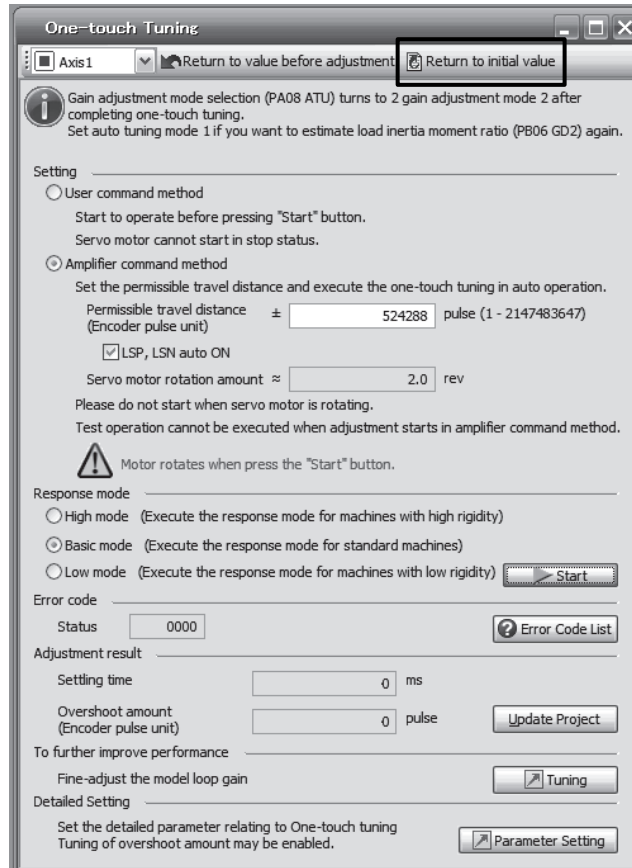 One-touch Tuning
Axis1 Return to value before adjustment Return to initial value
Gain adjustment mode selection (PA08 ATU) turns to 2 gain adjustment mode 2 after
completing one-touch tuning.
Set auto tuning mode 1 if you want to estimate load inertia moment ratio (PB06 GD2) again.
Setting
User command method
Start to operate before pressing "Start" button.
Servo motor cannot start in stop status.
Amplifier command method
Set the permissible travel distance and execute the one-touch tuning in auto operation.
Permissible travel distance ± 524288 pulse (1 - 2147483647)
(Encoder pulse unit)
LSP, LSN auto ON
Servo motor rotation amount ≈ 2.0 rev
Please do not start when servo motor is rotating.
Test operation cannot be executed when adjustment starts in amplifier command method.
Motor rotates when press the "Start" button.
Response mode
High mode (Execute the response mode for machines with high rigidity)
Basic mode (Execute the response mode for standard machines)
Low mode (Execute the response mode for machines with low rigidity) Start
Error code
Status 0000 Error Code List
Adjustment result
Settling time 0 ms
Overshoot amount 0 pulse Update Project
(Encoder pulse unit)
To further improve performance
Fine-adjust the model loop gain Tuning
Detailed Setting
Set the detailed parameter relating to One-touch tuning
Tuning of overshoot amount may be enabled. Parameter Setting